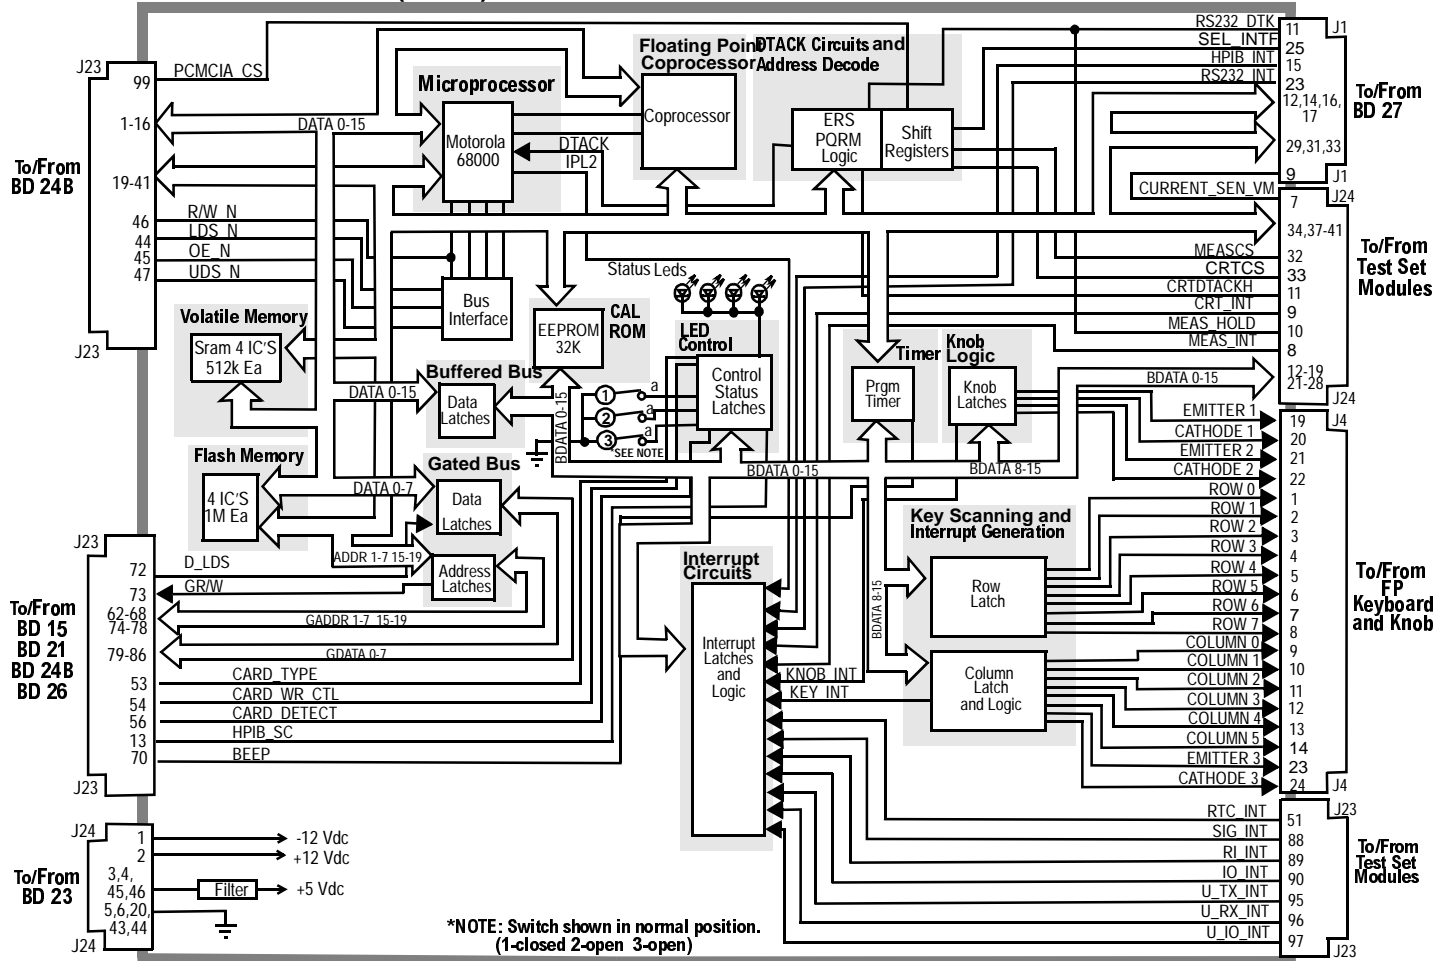 J23
99
PCMCIA_CS
1-16
DATA 0-15
19-41
To/From
BD 24B
46
R/W_N
44
LDS_N
45
OE_N
47
UDS_N
J23
Microprocessor
Motorola
68000
DTACK
IPL2
Floating Point
Coprocessor
Coprocessor
DTACK Circuits and
Address Decode
ERS
PQRM
Logic
Shift
Registers
RS232_DTK
11
J1
SEL_INTF
25
HPIB_INT
15
RS232_INT
23
12,14,16,
17
29,31,33
To/From
BD 27
9
J1
CURRENT_SEN_VM
7
J24
34,37-41
MEASCS
32
CRTCS
33
CRTDTACKH
11
CRT_INT
9
MEAS_HOLD
10
MEAS_INT
8
12-19
21-28
BDATA 0-15
J24
To/From
Test Set
Modules
Bus
Interface
Status Leds
Volatile Memory
Sram 4 IC'S
512k Ea
EEPROM
32K
CAL
ROM
LED
Control
Control
Status
Latches
Timer
Prgm
Timer
Knob
Logic
Knob
Latches
Buffered Bus
DATA 0-15
Data
Latches
BDATA 0-15
1
a
2
a
3
a
*SEE NOTE
BDATA 0-15
BDATA 8-15
Flash Memory
4 IC'S
1M Ea
Gated Bus
DATA 0-7
Data
Latches
ADDR 1-7 15-19
Address
Latches
EMITTER 1
19
J4
CATHODE 1
20
EMITTER 2
21
CATHODE 2
22
ROW 0
1
ROW 1
2
ROW 2
3
ROW 3
4
ROW 4
5
ROW 5
6
ROW 6
7
ROW 7
8
COLUMN 0
9
COLUMN 1
10
COLUMN 2
11
COLUMN 3
12
COLUMN 4
13
COLUMN 5
14
EMITTER 3
23
CATHODE 3
24
J4
To/From
FP
Keyboard
and Knob
Key Scanning and
Interrupt Generation
Row
Latch
BDATA 8-15
Column
Latch
and Logic
Interrupt
Circuits
Interrupt
Latches
and
Logic
KNOB_INT
KEY_INT
J23
72
D_LDS
73
GR/W
62-68
74-78
GADDR 1-7 15-19
79-86
GDATA 0-7
53
CARD_TYPE
54
CARD_WR_CTL
56
CARD_DETECT
13
HPIB_SC
70
BEEP
J23
To/From
BD 15
BD 21
BD 24B
BD 26
J24
1
-12 Vdc
2
+12 Vdc
3,4,
45,46
Filter
+5 Vdc
5,6,20,
43,44
J24
To/From
BD 23
RTC_INT
51
J23
SIG_INT
88
RI_INT
89
IO_INT
90
U_TX_INT
95
U_RX_INT
96
U_IO_INT
97
J23
To/From
Test Set
Modules
*NOTE: Switch shown in normal position.
(1-closed 2-open 3-open)